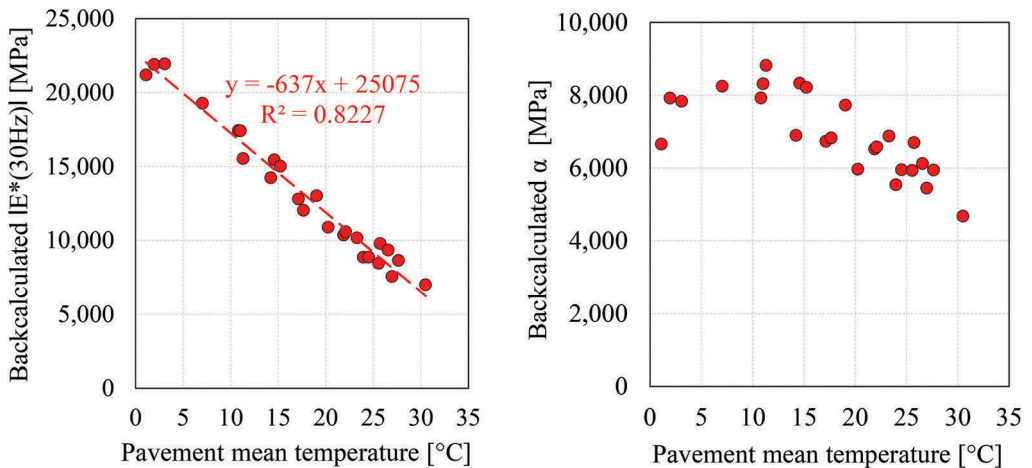 Backcalculated |E*(30Hz)| [MPa]
25,000
20,000
15,000
10,000
5,000
0
y = -637x + 25075
R² = 0.8227
0 5 10 15 20 25 30 35
Pavement mean temperature [°C]
Backcalculated α [MPa]
10,000
8,000
6,000
4,000
2,000
0
0 5 10 15 20 25 30 35
Pavement mean temperature [°C]